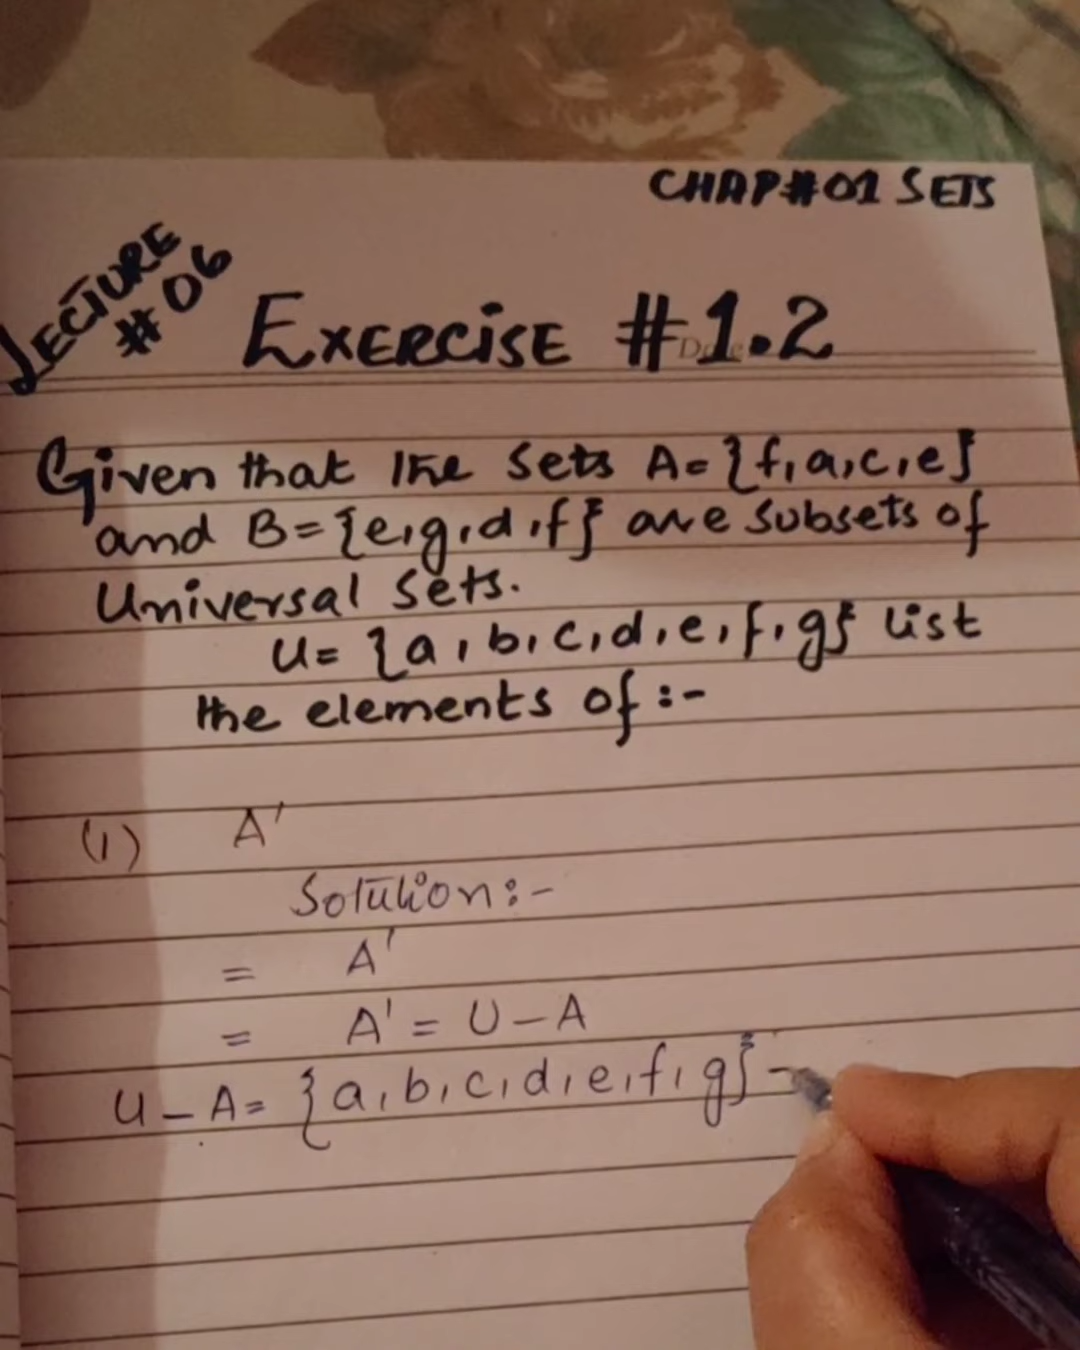 CHAP#01 SETS
LECTURE
#06
EXERCISE #1.2
Given that the Sets A={f,a,c,e}
and B={e,g,d,f} are subsets of
Universal Sets.
U= {a,b,c,d,e,f,g} list
the elements of:-
(1) A'
Solution:-
= A'
= A' = U-A
U-A= {a,b,c,d,e,f,g} -